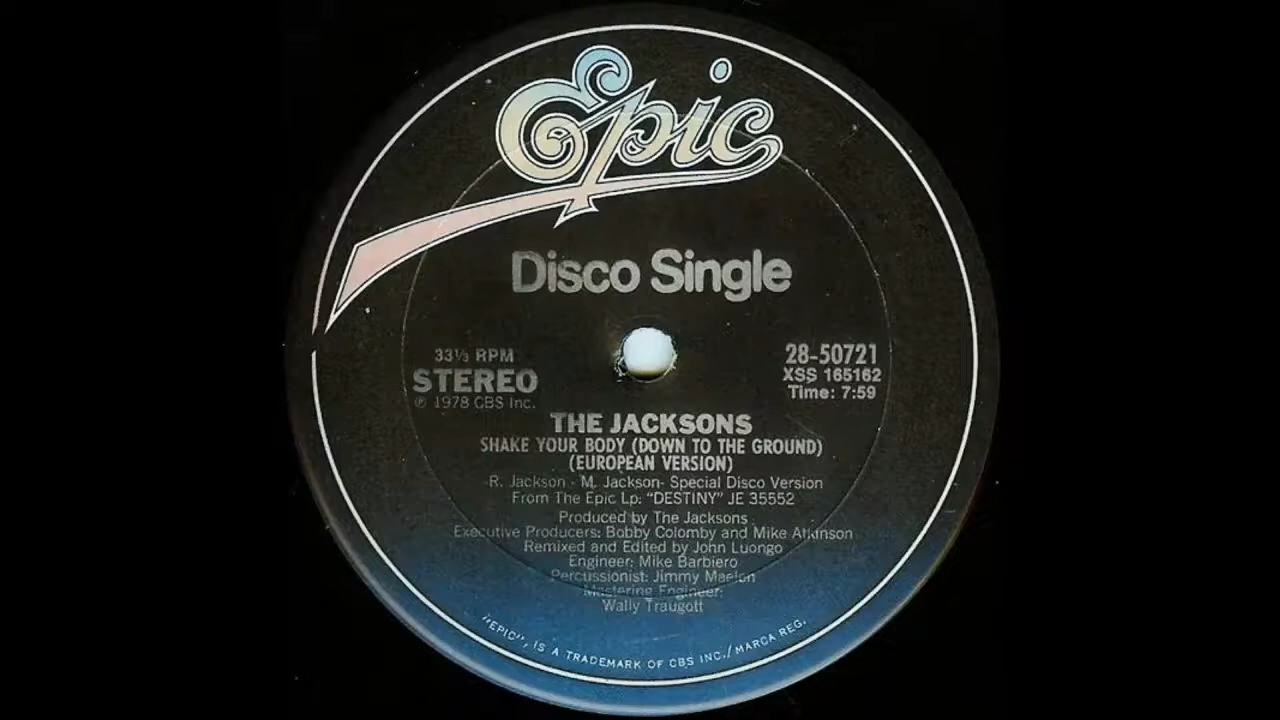 Epic
Disco Single
33⅓ RPM
STEREO
℗ 1978 CBS Inc.
28-50721
XSS 165162
Time: 7:59
THE JACKSONS
SHAKE YOUR BODY (DOWN TO THE GROUND)
(EUROPEAN VERSION)
-R. Jackson - M. Jackson- Special Disco Version
From The Epic Lp: "DESTINY" JE 35552
Produced by The Jacksons
Executive Producers: Bobby Colomby and Mike Atkinson
Remixed and Edited by John Luongo
Engineer: Mike Barbiero
Percussionist: Jimmy Maelon
Mastering Engineer:
Wally Traugott
"EPIC", IS A TRADEMARK OF CBS INC./MARCA REG.